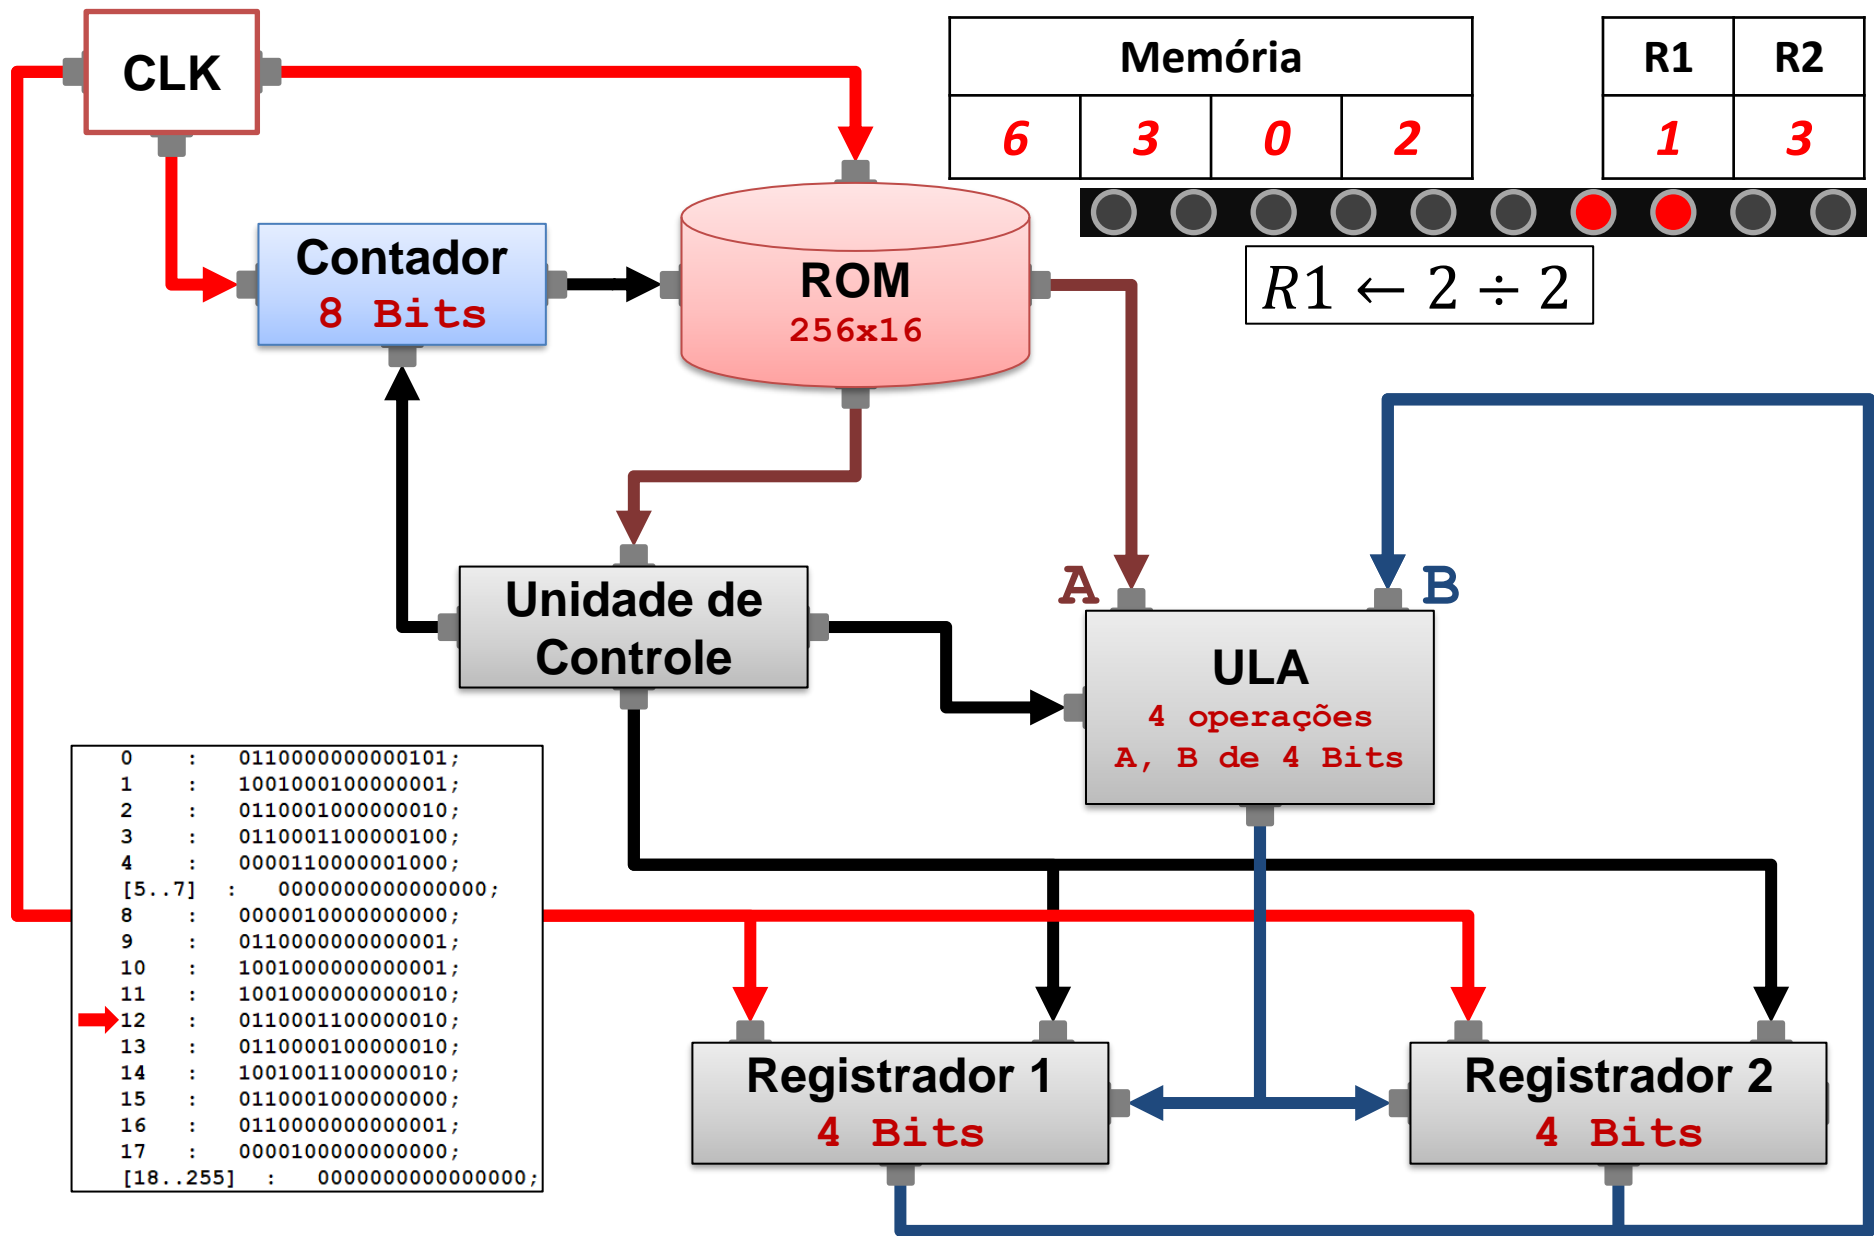 CLK
Memória
R1 R2
6 3 0 2
1 3
Contador
8 Bits
ROM
256x16
R1 ← 2 ÷ 2
A
B
Unidade de
Controle
ULA
4 operações
A, B de 4 Bits
0 : 0110000000000101;
1 : 1001000100000001;
2 : 0110001000000010;
3 : 0110001100000100;
4 : 0000110000001000;
[5..7] : 0000000000000000;
8 : 0000010000000000;
9 : 0110000000000001;
10 : 1001000000000001;
11 : 1001000000000010;
12 : 0110001100000010;
13 : 0110000100000010;
14 : 1001001100000010;
15 : 0110001000000000;
16 : 0110000000000001;
17 : 0000100000000000;
[18..255] : 0000000000000000;
Registrador 1
4 Bits
Registrador 2
4 Bits